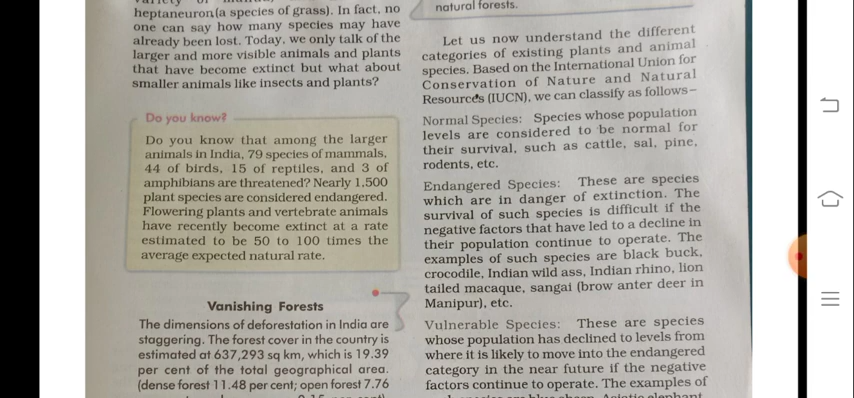 heptaneuron(a species of grass). In fact, no
one can say how many species may have
already been lost. Today, we only talk of the
larger and more visible animals and plants
that have become extinct but what about
smaller animals like insects and plants?
Do you know?
Do you know that among the larger
animals in India, 79 species of mammals,
44 of birds, 15 of reptiles, and 3 of
amphibians are threatened? Nearly 1,500
plant species are considered endangered.
Flowering plants and vertebrate animals
have recently become extinct at a rate
estimated to be 50 to 100 times the
average expected natural rate.
Vanishing Forests
The dimensions of deforestation in India are
staggering. The forest cover in the country is
estimated at 637,293 sq km, which is 19.39
per cent of the total geographical area.
(dense forest 11.48 per cent; open forest 7.76
natural forests.
Let us now understand the different
categories of existing plants and animal
species. Based on the International Union for
Conservation of Nature and Natural
Resources (IUCN), we can classify as follows–
Normal Species: Species whose population
levels are considered to be normal for
their survival, such as cattle, sal, pine,
rodents, etc.
Endangered Species: These are species
which are in danger of extinction. The
survival of such species is difficult if the
negative factors that have led to a decline in
their population continue to operate. The
examples of such species are black buck,
crocodile, Indian wild ass, Indian rhino, lion
tailed macaque, sangai (brow anter deer in
Manipur), etc.
Vulnerable Species: These are species
whose population has declined to levels from
where it is likely to move into the endangered
category in the near future if the negative
factors continue to operate. The examples of